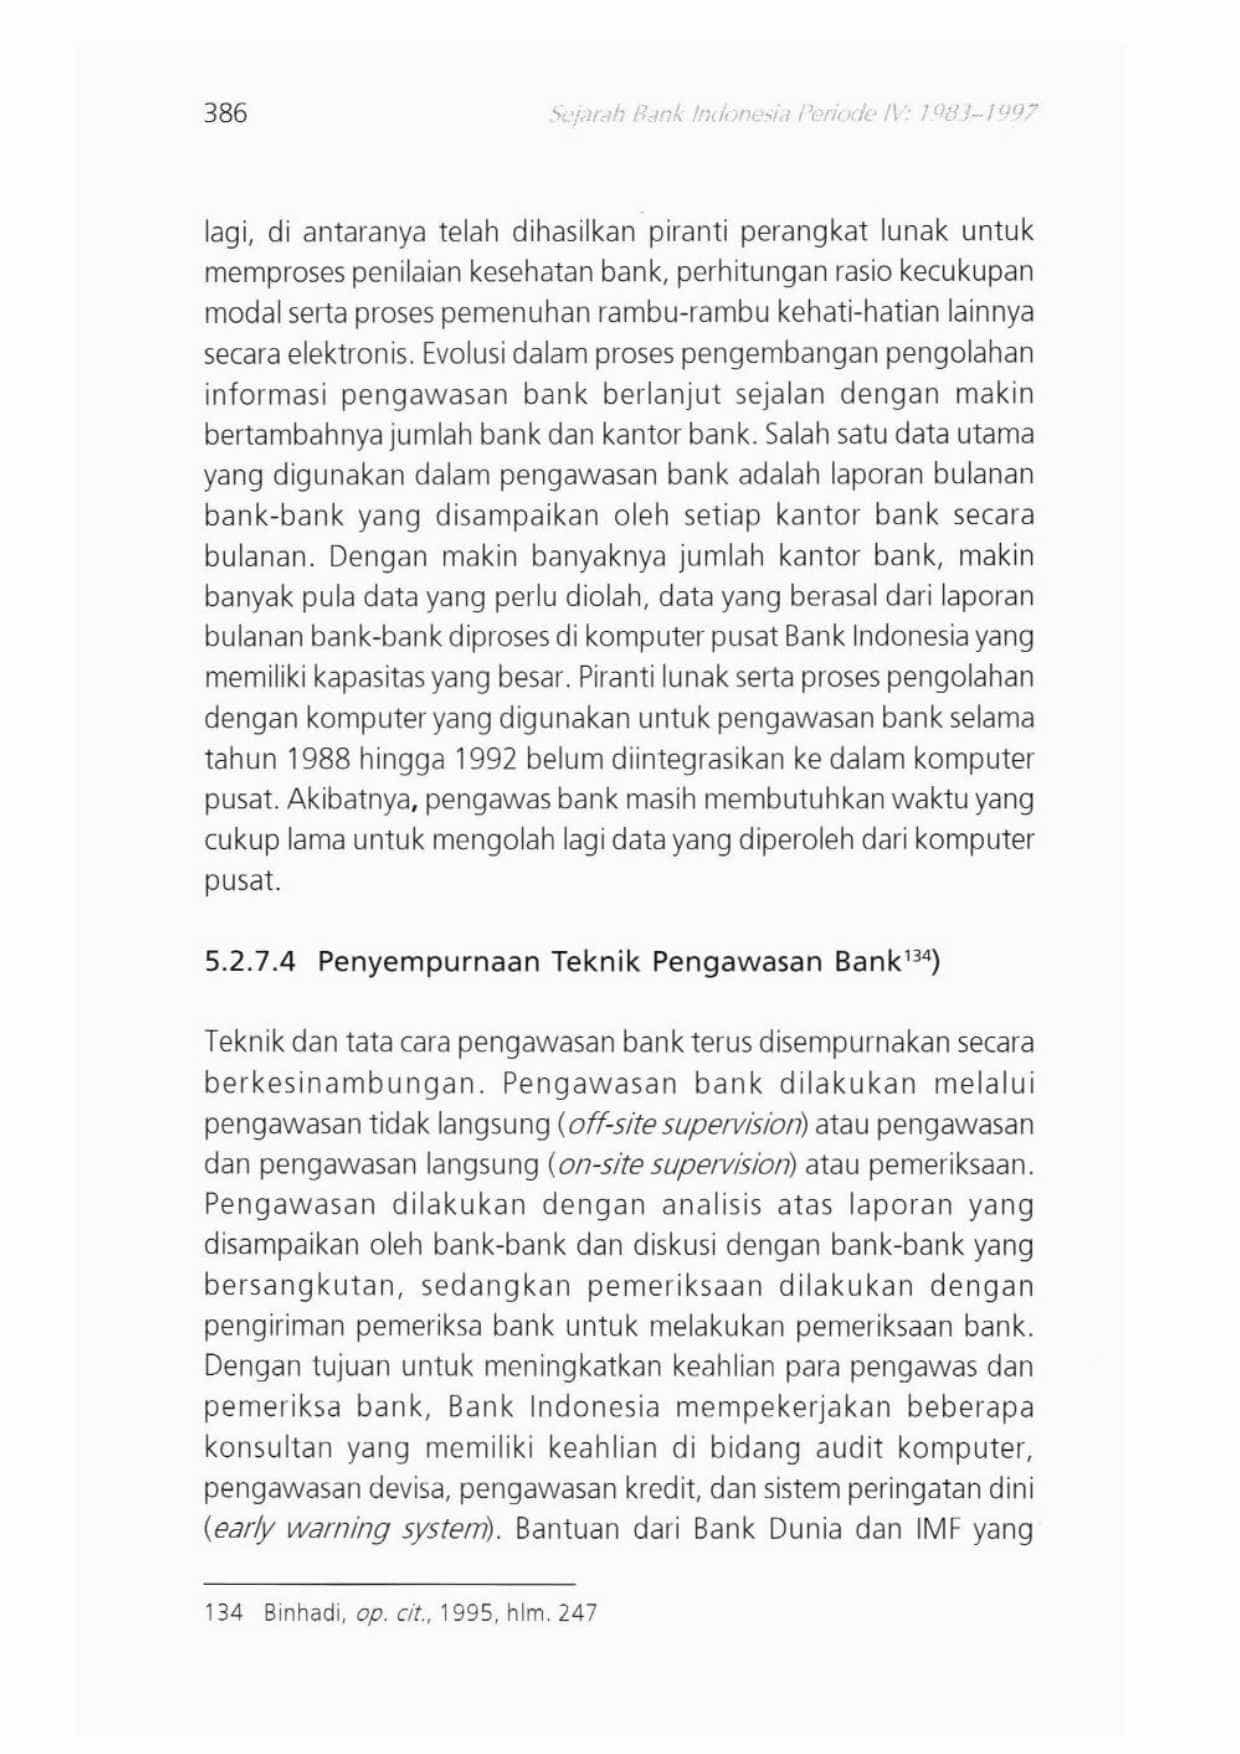 386
Sejarah Bank Indonesia Periode IV: 1983–1997
lagi, di antaranya telah dihasilkan piranti perangkat lunak untuk
memproses penilaian kesehatan bank, perhitungan rasio kecukupan
modal serta proses pemenuhan rambu-rambu kehati-hatian lainnya
secara elektronis. Evolusi dalam proses pengembangan pengolahan
informasi pengawasan bank berlanjut sejalan dengan makin
bertambahnya jumlah bank dan kantor bank. Salah satu data utama
yang digunakan dalam pengawasan bank adalah laporan bulanan
bank-bank yang disampaikan oleh setiap kantor bank secara
bulanan. Dengan makin banyaknya jumlah kantor bank, makin
banyak pula data yang perlu diolah, data yang berasal dari laporan
bulanan bank-bank diproses di komputer pusat Bank Indonesia yang
memiliki kapasitas yang besar. Piranti lunak serta proses pengolahan
dengan komputer yang digunakan untuk pengawasan bank selama
tahun 1988 hingga 1992 belum diintegrasikan ke dalam komputer
pusat. Akibatnya, pengawas bank masih membutuhkan waktu yang
cukup lama untuk mengolah lagi data yang diperoleh dari komputer
pusat.
5.2.7.4 Penyempurnaan Teknik Pengawasan Bank¹³⁴)
Teknik dan tata cara pengawasan bank terus disempurnakan secara
berkesinambungan. Pengawasan bank dilakukan melalui
pengawasan tidak langsung (off-site supervision) atau pengawasan
dan pengawasan langsung (on-site supervision) atau pemeriksaan.
Pengawasan dilakukan dengan analisis atas laporan yang
disampaikan oleh bank-bank dan diskusi dengan bank-bank yang
bersangkutan, sedangkan pemeriksaan dilakukan dengan
pengiriman pemeriksa bank untuk melakukan pemeriksaan bank.
Dengan tujuan untuk meningkatkan keahlian para pengawas dan
pemeriksa bank, Bank Indonesia mempekerjakan beberapa
konsultan yang memiliki keahlian di bidang audit komputer,
pengawasan devisa, pengawasan kredit, dan sistem peringatan dini
(early warning system). Bantuan dari Bank Dunia dan IMF yang
134 Binhadi, op. cit., 1995, hlm. 247